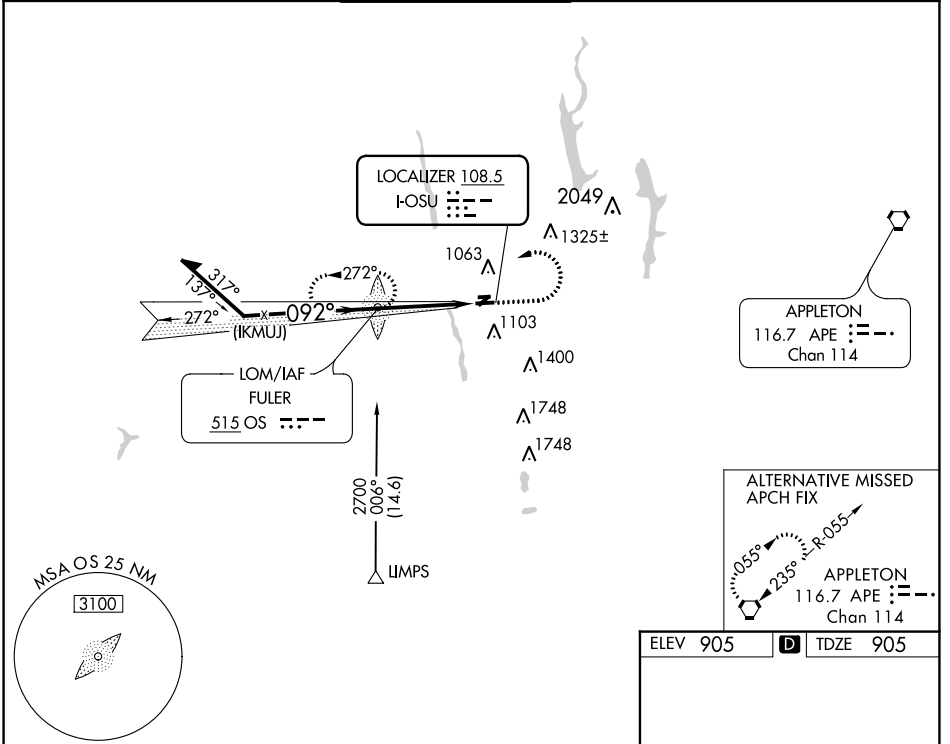 LOCALIZER 108.5
I-OSU
2049
1325±
1063
272°
317°
137°
272°
092°
(IKMUJ)
1103
APPLETON
116.7 APE
Chan 114
LOM/IAF
FULER
515 OS
1400
1748
1748
2700
006°
(14.6)
LIMPS
MSA OS 25 NM
3100
ALTERNATIVE MISSED
APCH FIX
055°
R-055
235°
APPLETON
116.7 APE
Chan 114
ELEV 905 D TDZE 905